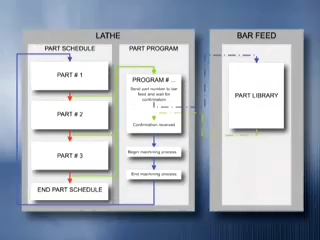 LATHE
BAR FEED
PART SCHEDULE
PART PROGRAM
PART # 1
PART # 2
PART # 3
END PART SCHEDULE
PROGRAM # ...
Send part number to bar
feed and wait for
confirmation
Confirmation received
Begin machining process
End machining process
PART LIBRARY